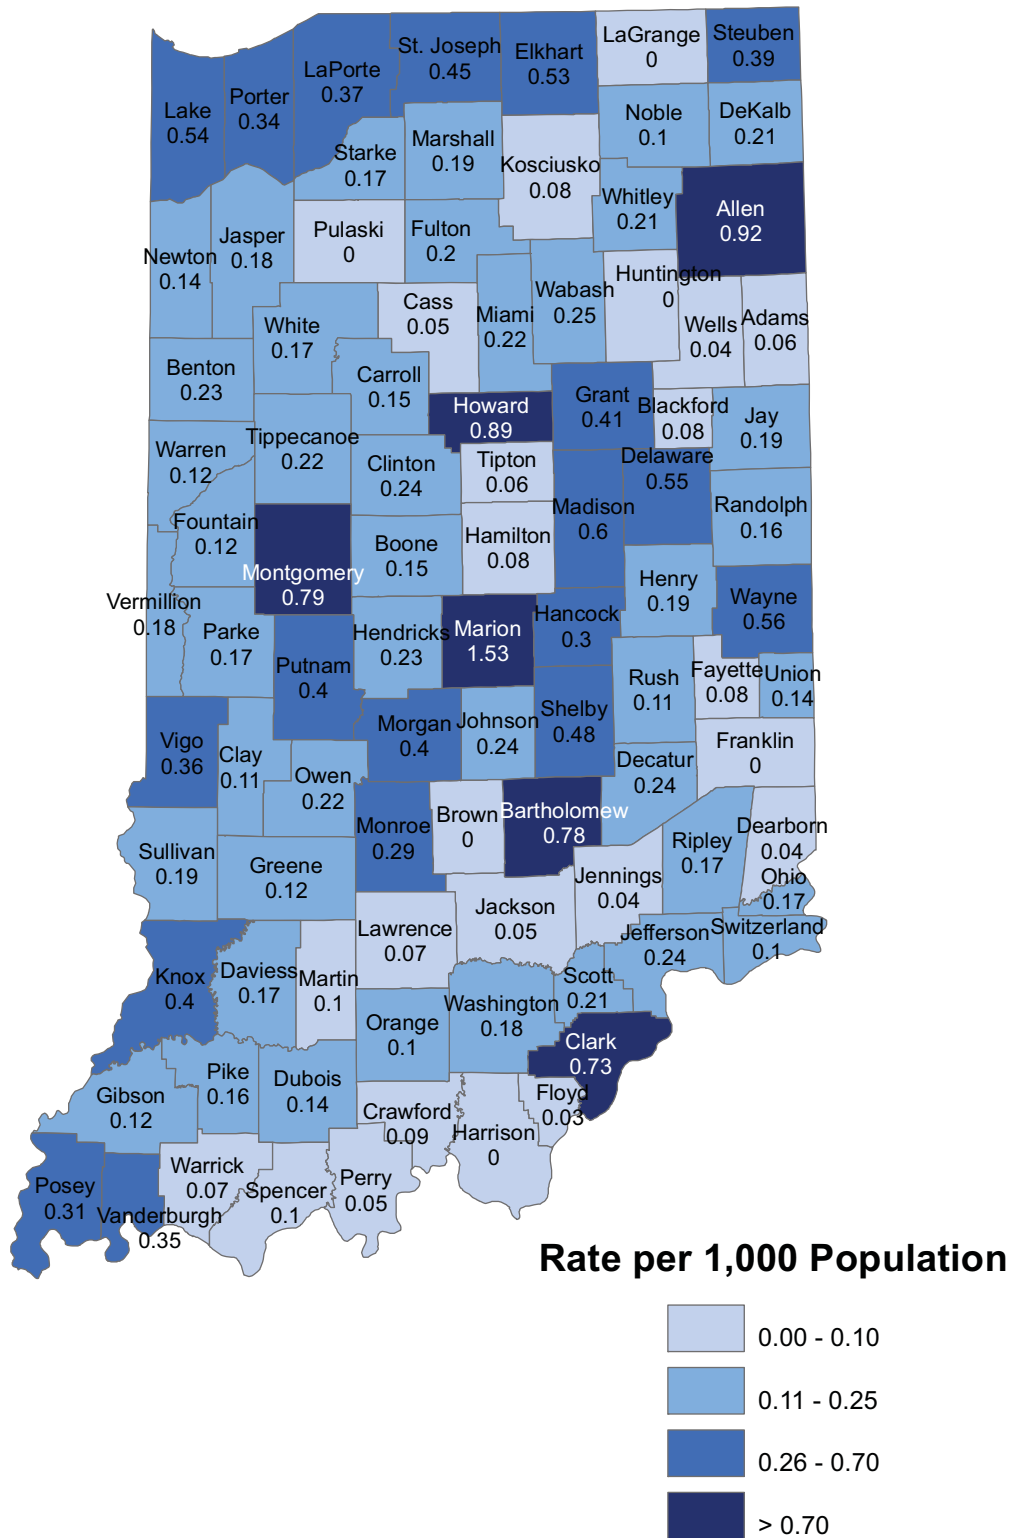 LaGrange
0
Steuben
0.39
St. Joseph
0.45
Elkhart
0.53
LaPorte
0.37
Porter
0.34
Lake
0.54
Noble
0.1
DeKalb
0.21
Marshall
0.19
Starke
0.17
Kosciusko
0.08
Whitley
0.21
Allen
0.92
Pulaski
0
Fulton
0.2
Jasper
0.18
Newton
0.14
Huntington
0
Wabash
0.25
Cass
0.05
Miami
0.22
Wells
0.04
Adams
0.06
White
0.17
Benton
0.23
Carroll
0.15
Howard
0.89
Grant
0.41
Blackford
0.08
Jay
0.19
Tippecanoe
0.22
Warren
0.12
Clinton
0.24
Tipton
0.06
Delaware
0.55
Madison
0.6
Randolph
0.16
Fountain
0.12
Boone
0.15
Hamilton
0.08
Montgomery
0.79
Henry
0.19
Wayne
0.56
Vermillion
0.18
Parke
0.17
Hendricks
0.23
Marion
1.53
Hancock
0.3
Putnam
0.4
Rush
0.11
Fayette
0.08
Union
0.14
Vigo
0.36
Clay
0.11
Morgan
0.4
Johnson
0.24
Shelby
0.48
Franklin
0
Owen
0.22
Decatur
0.24
Monroe
0.29
Brown
0
Bartholomew
0.78
Dearborn
0.04
Ripley
0.17
Sullivan
0.19
Greene
0.12
Jennings
0.04
Ohio
0.17
Jackson
0.05
Lawrence
0.07
Jefferson
0.24
Switzerland
0.1
Knox
0.4
Daviess
0.17
Martin
0.1
Scott
0.21
Washington
0.18
Orange
0.1
Clark
0.73
Pike
0.16
Dubois
0.14
Gibson
0.12
Floyd
0.03
Crawford
0.09
Harrison
0
Warrick
0.07
Perry
0.05
Posey
0.31
Spencer
0.1
Vanderburgh
0.35
Rate per 1,000 Population
0.00 - 0.10
0.11 - 0.25
0.26 - 0.70
> 0.70